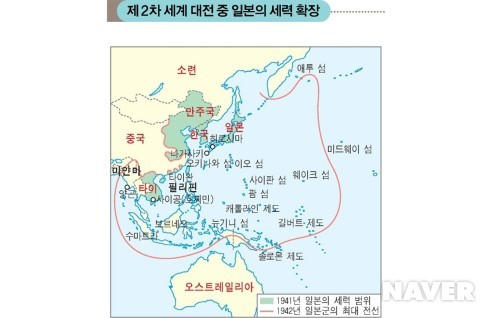 제 2차 세계 대전 중 일본의 세력 확장
소련
애투 섬
만주국
중국
한국
일본
히로시마
나가사키
오키나와 섬
이오 섬
미드웨이 섬
미얀마
타이완
타이
필리핀
사이판 섬
웨이크 섬
괌 섬
사이공(호치민)
캐롤라인 제도
보르네오
뉴기니 섬
길버트 제도
수마트라
솔로몬 제도
오스트레일리아
1941년 일본의 세력 범위
1942년 일본군의 최대 전선
NAVER